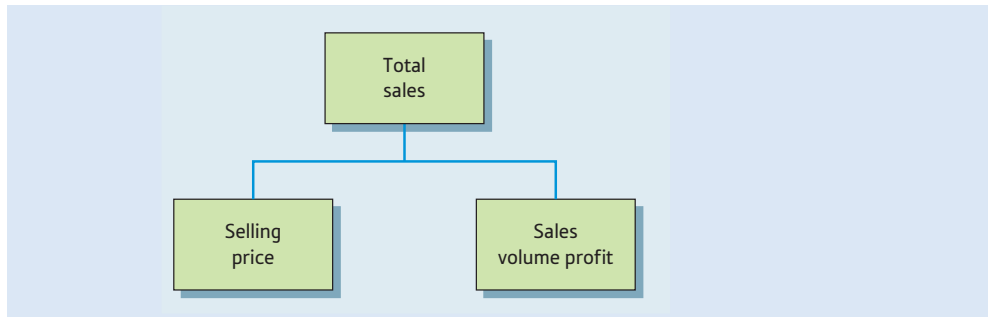 Total
sales
Selling
price
Sales
volume profit